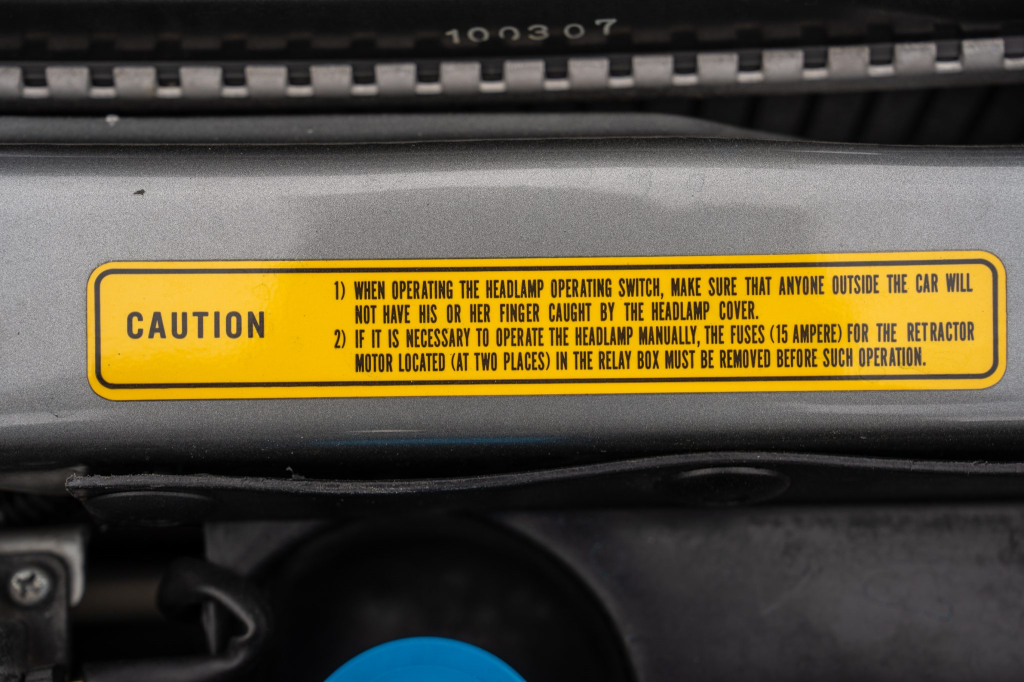 100307
CAUTION
1) WHEN OPERATING THE HEADLAMP OPERATING SWITCH, MAKE SURE THAT ANYONE OUTSIDE THE CAR WILL
NOT HAVE HIS OR HER FINGER CAUGHT BY THE HEADLAMP COVER.
2) IF IT IS NECESSARY TO OPERATE THE HEADLAMP MANUALLY, THE FUSES (15 AMPERE) FOR THE RETRACTOR
MOTOR LOCATED (AT TWO PLACES) IN THE RELAY BOX MUST BE REMOVED BEFORE SUCH OPERATION.